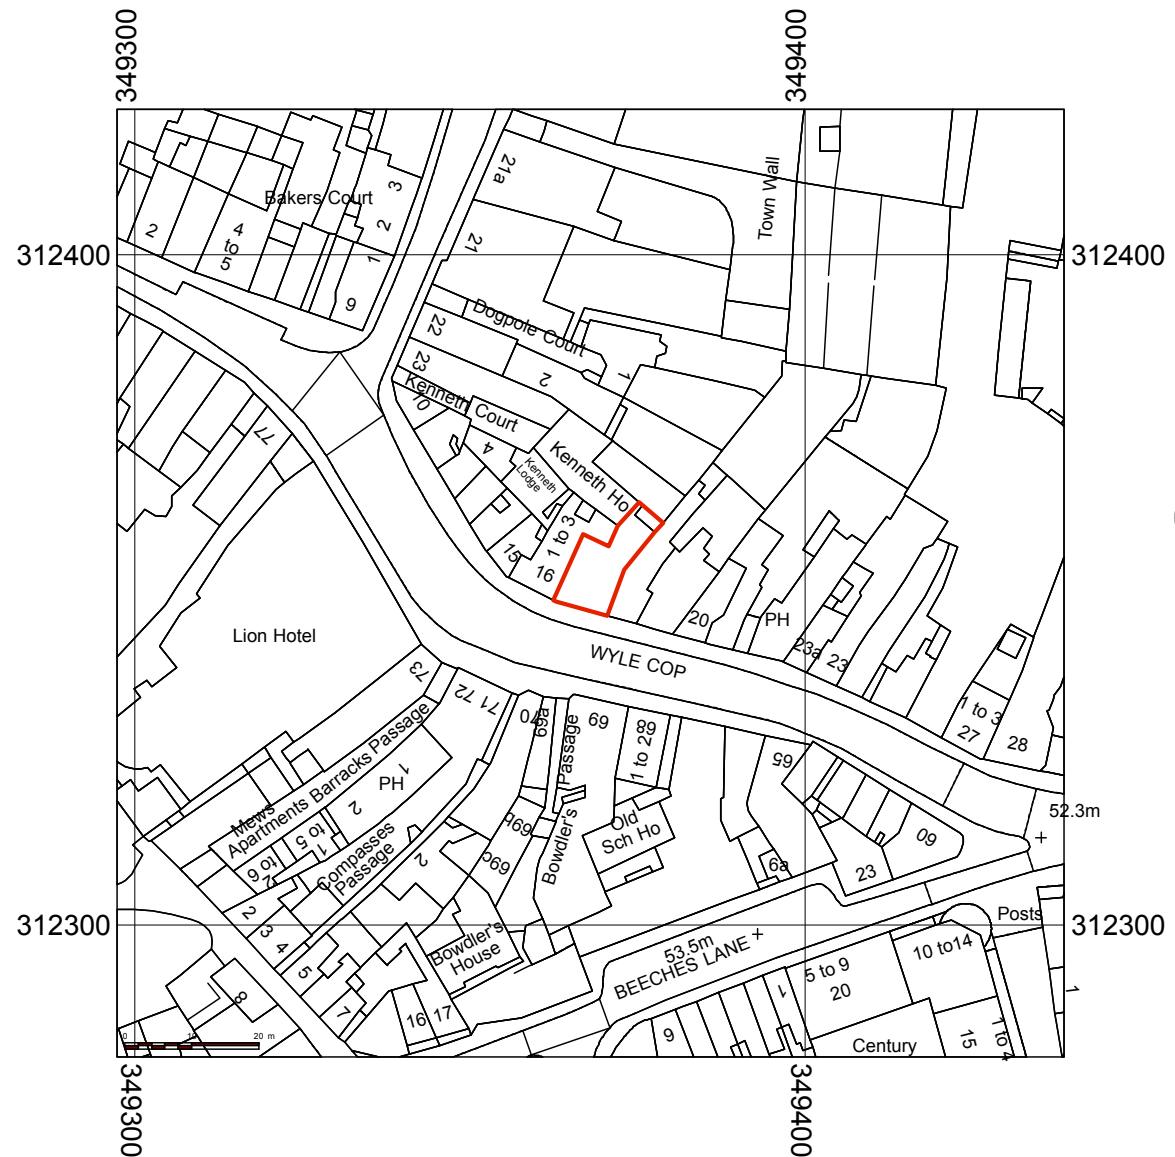 349300
349400
312400
312400
Bakers Court
2
4
to
5
3
2
1
9
21a
21
Town Wall
22
Dogpole Court
23
2
1
Kenneth Court
10
77
4
Kenneth
Lodge
Kenneth Ho
1 to 3
15
16
20
PH
23a
23
Lion Hotel
WYLE COP
73
72
71
70
69a
Passage
69
68
1 to 2
1 to 3
27
28
65
52.3m
Barracks Passage
Mews
Apartments
1
PH
2
1 to 5
2 to 6
Compasses
Passage
2
69b
69c
Bowdler's
Old
Sch Ho
6a
23
60
2
3
4
5
7
8
Bowdler's
House
16
17
53.5m
BEECHES LANE
Posts
10 to14
5 to 9
20
1
9
Century
15
1 to 4
1
312300
312300
0
10
20 m
349300
349400